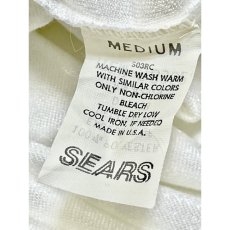 MEDIUM
503RC
MACHINE WASH WARM
WITH SIMILAR COLORS
ONLY NON-CHLORINE
BLEACH
TUMBLE DRY LOW
COOL IRON IF NEEDED
MADE IN U.S.A.
SEARS